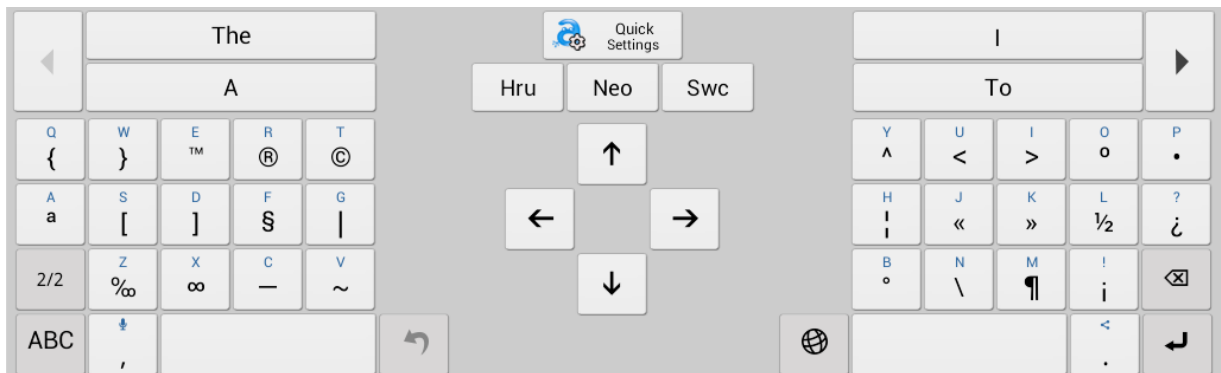 The
Quick
Settings
I
A
Hru Neo Swc
To
Q W E R T Y U I O P
{ } ™ ® © ^ < > º •
A S D F G H J K L ?
ª [ ] § | ¦ « » ½ ¿
Z X C V B N M !
2/2 ‰ ∞ — ~ ° \ ¶ ¡
ABC , .